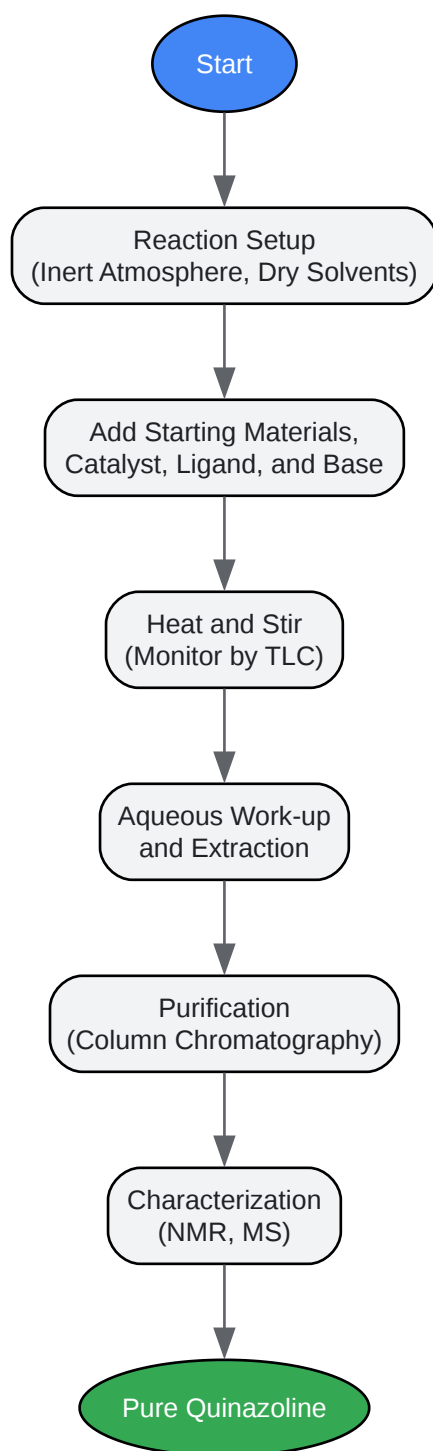 Start
Reaction Setup
(Inert Atmosphere, Dry Solvents)
Add Starting Materials,
Catalyst, Ligand, and Base
Heat and Stir
(Monitor by TLC)
Aqueous Work-up
and Extraction
Purification
(Column Chromatography)
Characterization
(NMR, MS)
Pure Quinazoline